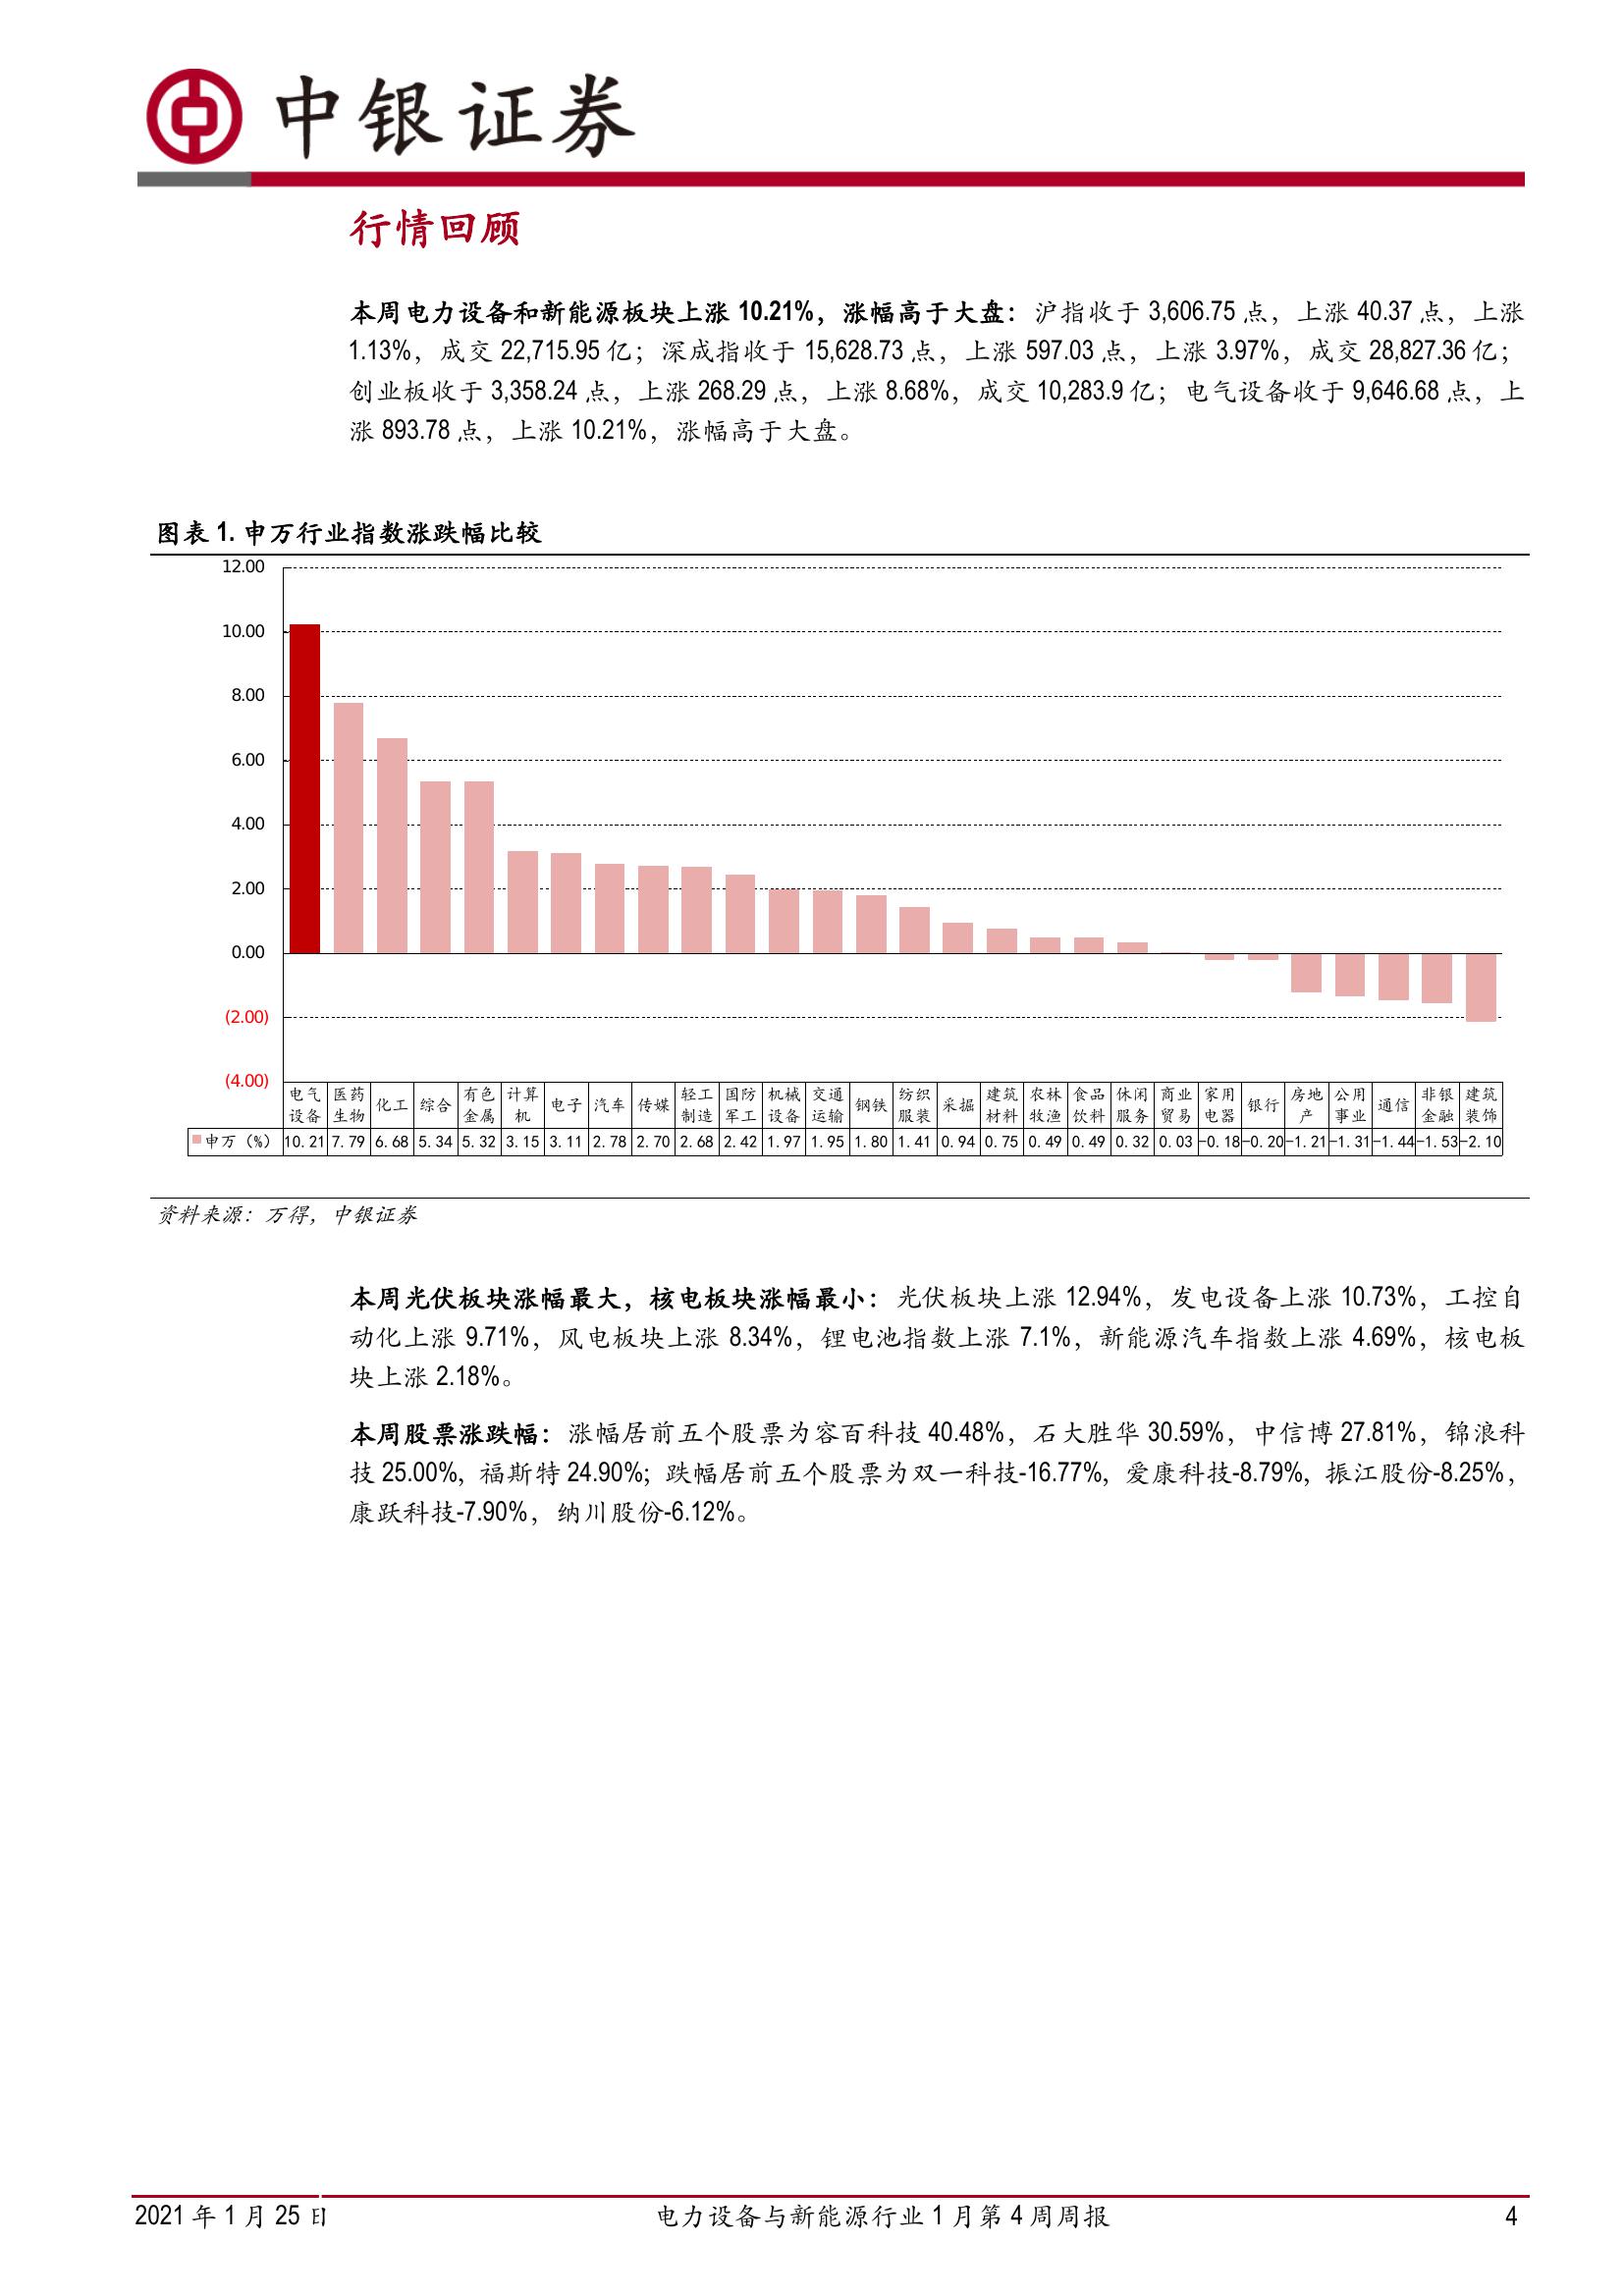 中银证券
行情回顾
本周电力设备和新能源板块上涨 10.21%，涨幅高于大盘：沪指收于 3,606.75 点，上涨 40.37 点，上涨
1.13%，成交 22,715.95 亿；深成指收于 15,628.73 点，上涨 597.03 点，上涨 3.97%，成交 28,827.36 亿；
创业板收于 3,358.24 点，上涨 268.29 点，上涨 8.68%，成交 10,283.9 亿；电气设备收于 9,646.68 点，上
涨 893.78 点，上涨 10.21%，涨幅高于大盘。
图表 1. 申万行业指数涨跌幅比较
12.00
10.00
8.00
6.00
4.00
2.00
0.00
(2.00)
(4.00)
电气 医药 化工 综合 有色 计算 电子 汽车 传媒 轻工 国防 机械 交通 钢铁 纺织 采掘 建筑 农林 食品 休闲 商业 家用 银行 房地 公用 通信 非银 建筑
设备 生物 金属 机 制造 军工 设备 运输 服装 材料 牧渔 饮料 服务 贸易 电器 产 事业 金融 装饰
申万（%） 10.21 7.79 6.68 5.34 5.32 3.15 3.11 2.78 2.70 2.68 2.42 1.97 1.95 1.80 1.41 0.94 0.75 0.49 0.49 0.32 0.03 -0.18 -0.20 -1.21 -1.31 -1.44 -1.53 -2.10
资料来源：万得，中银证券
本周光伏板块涨幅最大，核电板块涨幅最小：光伏板块上涨 12.94%，发电设备上涨 10.73%，工控自
动化上涨 9.71%，风电板块上涨 8.34%，锂电池指数上涨 7.1%，新能源汽车指数上涨 4.69%，核电板
块上涨 2.18%。
本周股票涨跌幅：涨幅居前五个股票为容百科技 40.48%，石大胜华 30.59%，中信博 27.81%，锦浪科
技 25.00%，福斯特 24.90%；跌幅居前五个股票为双一科技-16.77%，爱康科技-8.79%，振江股份-8.25%，
康跃科技-7.90%，纳川股份-6.12%。
2021 年 1 月 25 日 电力设备与新能源行业 1 月第 4 周周报 4